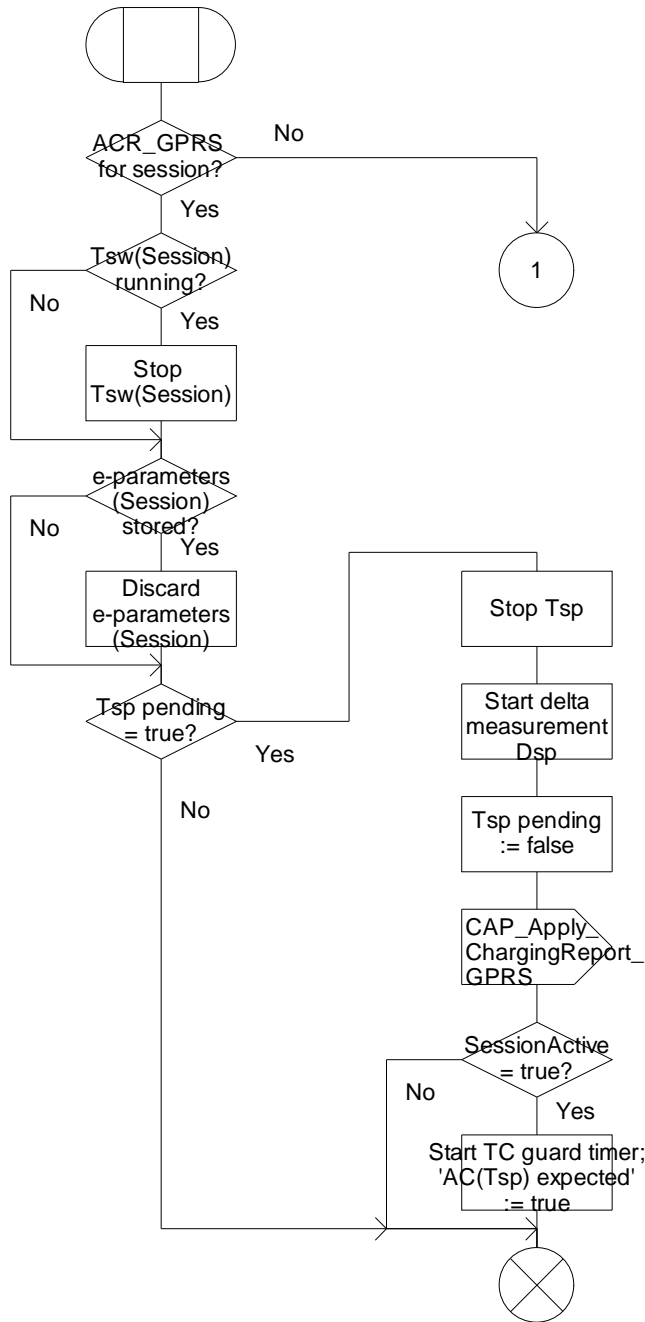 ACR_GPRS
for session?
No
Yes
Tsw(Session)
running?
No
Yes
1
Stop
Tsw(Session)
e-parameters
(Session)
stored?
No
Yes
Discard
e-parameters
(Session)
Tsp pending
= true?
Yes
No
Stop Tsp
Start delta
measurement
Dsp
Tsp pending
:= false
CAP_Apply_
ChargingReport_
GPRS
SessionActive
= true?
No
Yes
Start TC guard timer;
'AC(Tsp) expected'
:= true